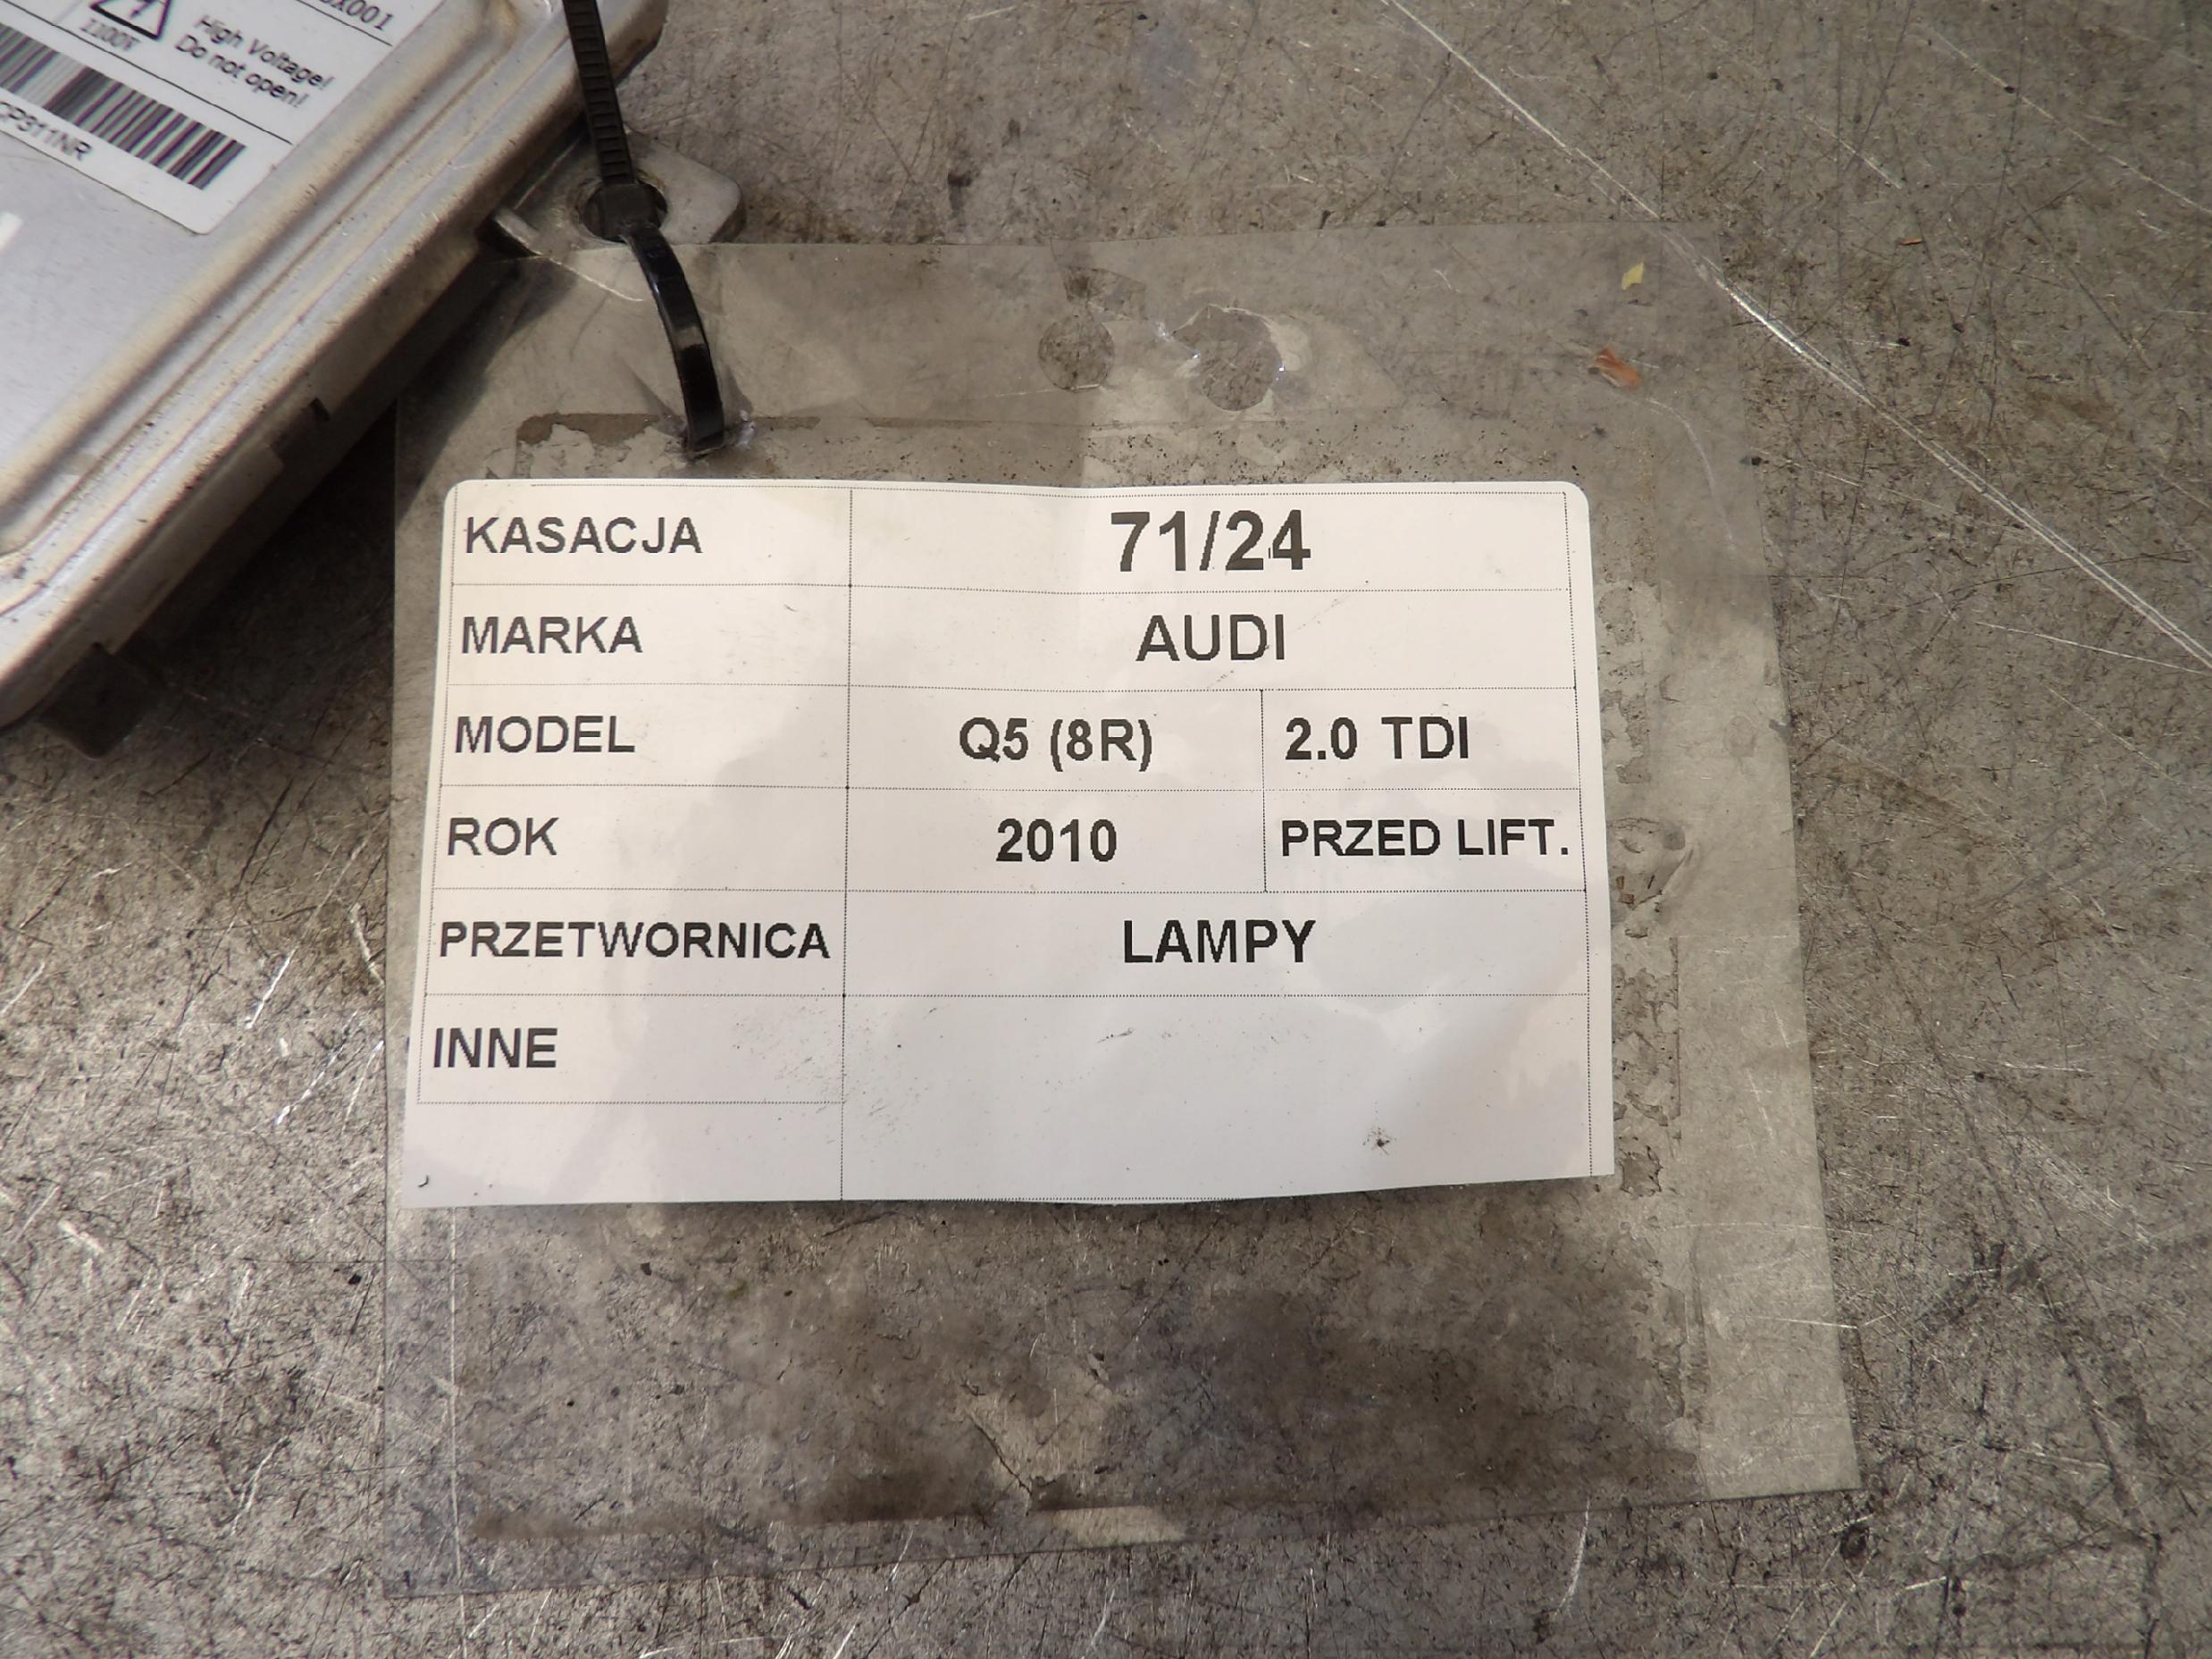 High Voltage!
Do not open!
KASACJA 71/24
MARKA AUDI
MODEL Q5 (8R) 2.0 TDI
ROK 2010 PRZED LIFT.
PRZETWORNICA LAMPY
INNE